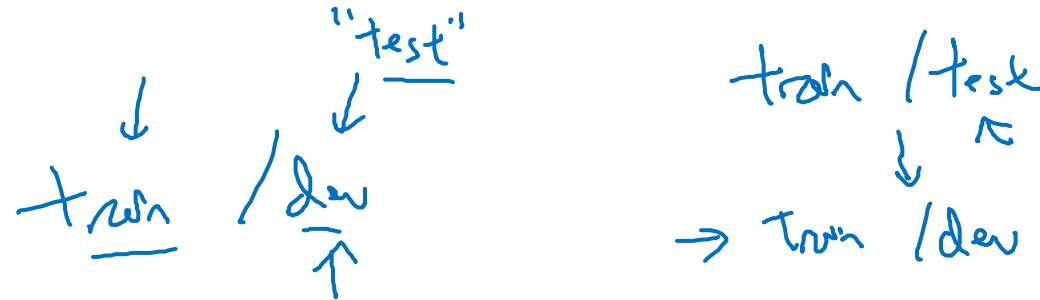 "test"
train / dev
train / test
train / dev